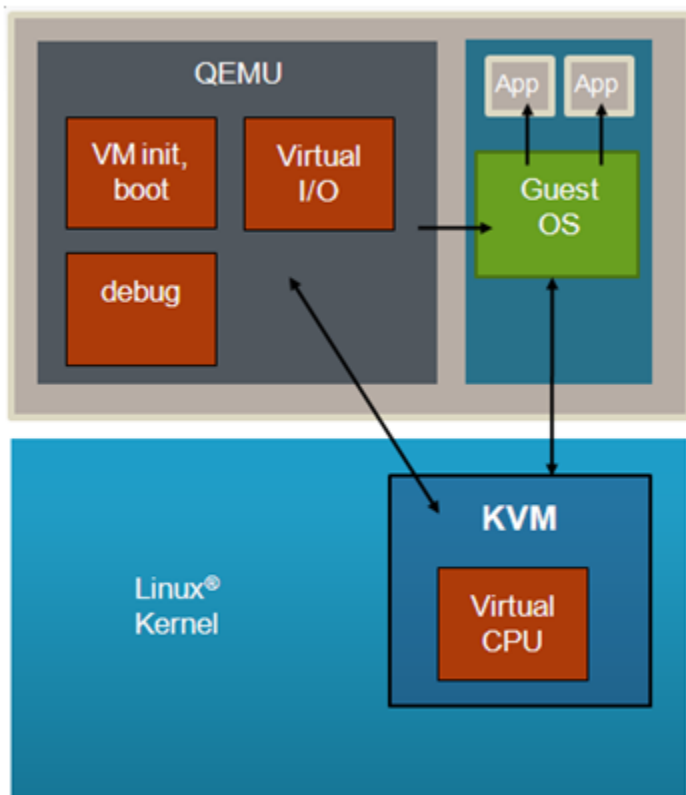 QEMU
VM init,
boot
Virtual
I/O
debug
App
App
Guest
OS
Linux®
Kernel
KVM
Virtual
CPU